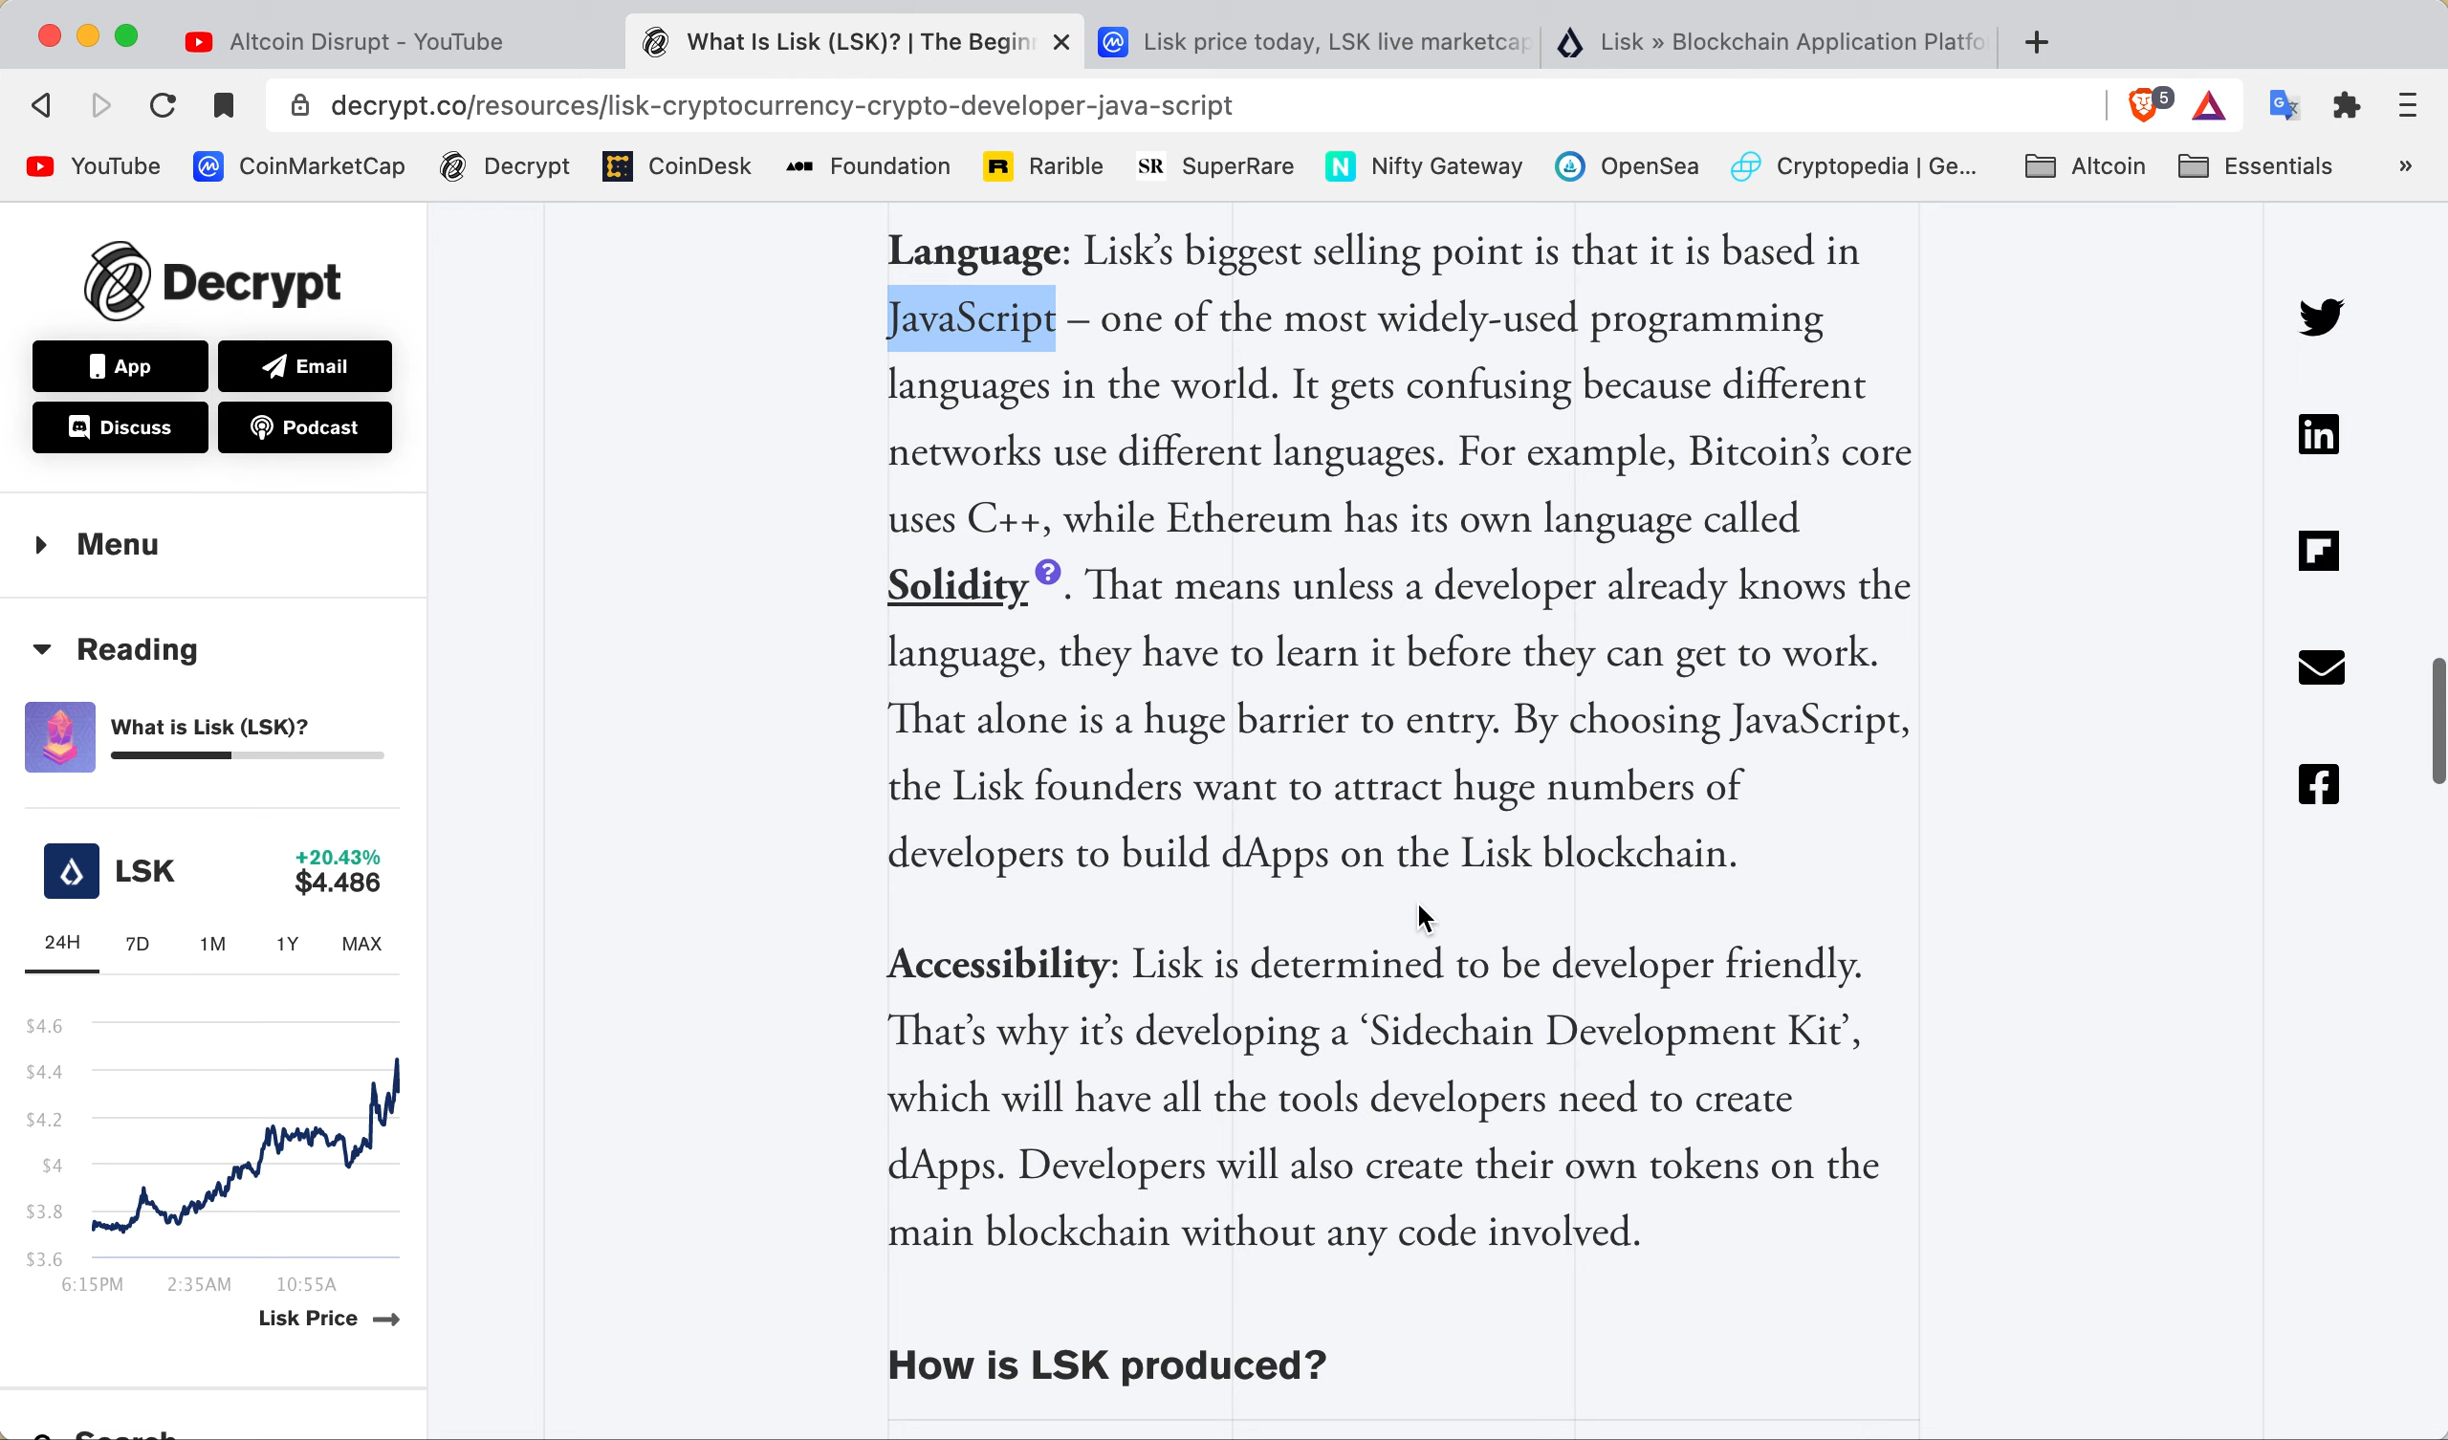 Altcoin Disrupt - YouTube
What Is Lisk (LSK)? | The Begin
Lisk price today, LSK live marketcap
Lisk » Blockchain Application Platfo
decrypt.co/resources/lisk-cryptocurrency-crypto-developer-java-script
5
YouTube
CoinMarketCap
Decrypt
CoinDesk
Foundation
Rarible
SR SuperRare
Nifty Gateway
OpenSea
Cryptopedia | Ge...
Altcoin
Essentials
»
Decrypt
App
Email
Discuss
Podcast
Menu
Reading
What is Lisk (LSK)?
LSK
+20.43%
$4.486
24H 7D 1M 1Y MAX
$4.6
$4.4
$4.2
$4
$3.8
$3.6
6:15PM 2:35AM 10:55A
Lisk Price →
Language: Lisk’s biggest selling point is that it is based in
JavaScript – one of the most widely-used programming
languages in the world. It gets confusing because different
networks use different languages. For example, Bitcoin’s core
uses C++, while Ethereum has its own language called
Solidity ? . That means unless a developer already knows the
language, they have to learn it before they can get to work.
That alone is a huge barrier to entry. By choosing JavaScript,
the Lisk founders want to attract huge numbers of
developers to build dApps on the Lisk blockchain.
Accessibility: Lisk is determined to be developer friendly.
That’s why it’s developing a ‘Sidechain Development Kit’,
which will have all the tools developers need to create
dApps. Developers will also create their own tokens on the
main blockchain without any code involved.
How is LSK produced?